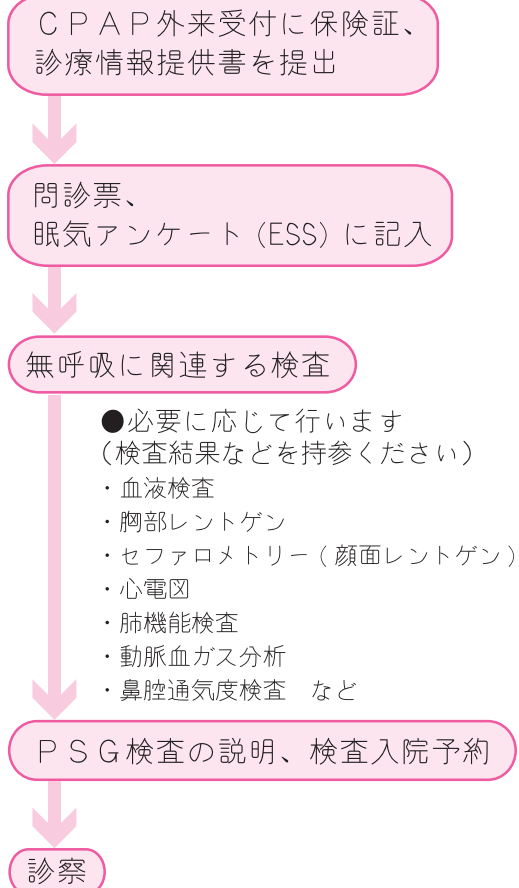 ＣＰＡＰ外来受付に保険証、
診療情報提供書を提出
問診票、
眠気アンケート (ESS) に記入
無呼吸に関連する検査
●必要に応じて行います
（検査結果などを持参ください）
・血液検査
・胸部レントゲン
・セファロメトリー ( 顔面レントゲン )
・心電図
・肺機能検査
・動脈血ガス分析
・鼻腔通気度検査　など
ＰＳＧ検査の説明、検査入院予約
診察